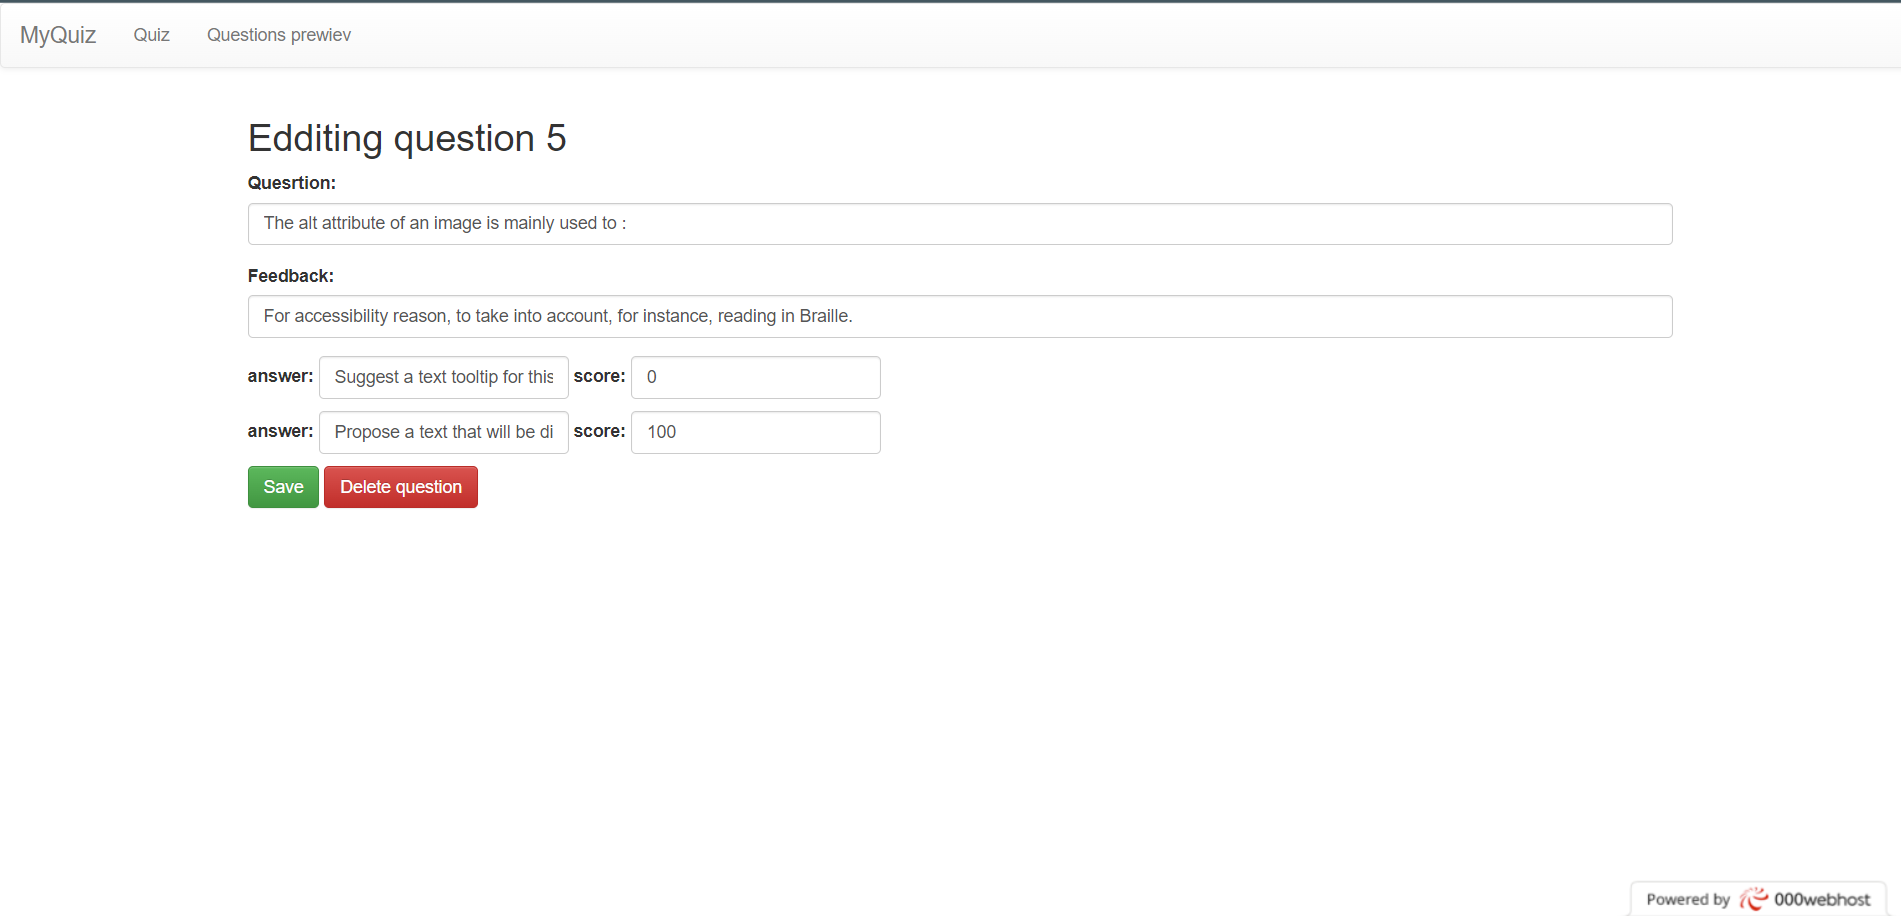 MyQuiz Quiz Questions prewiev
Edditing question 5
Quesrtion:
The alt attribute of an image is mainly used to :
Feedback:
For accessibility reason, to take into account, for instance, reading in Braille.
answer: Suggest a text tooltip for this score: 0
answer: Propose a text that will be di score: 100
Save Delete question
Powered by 000webhost